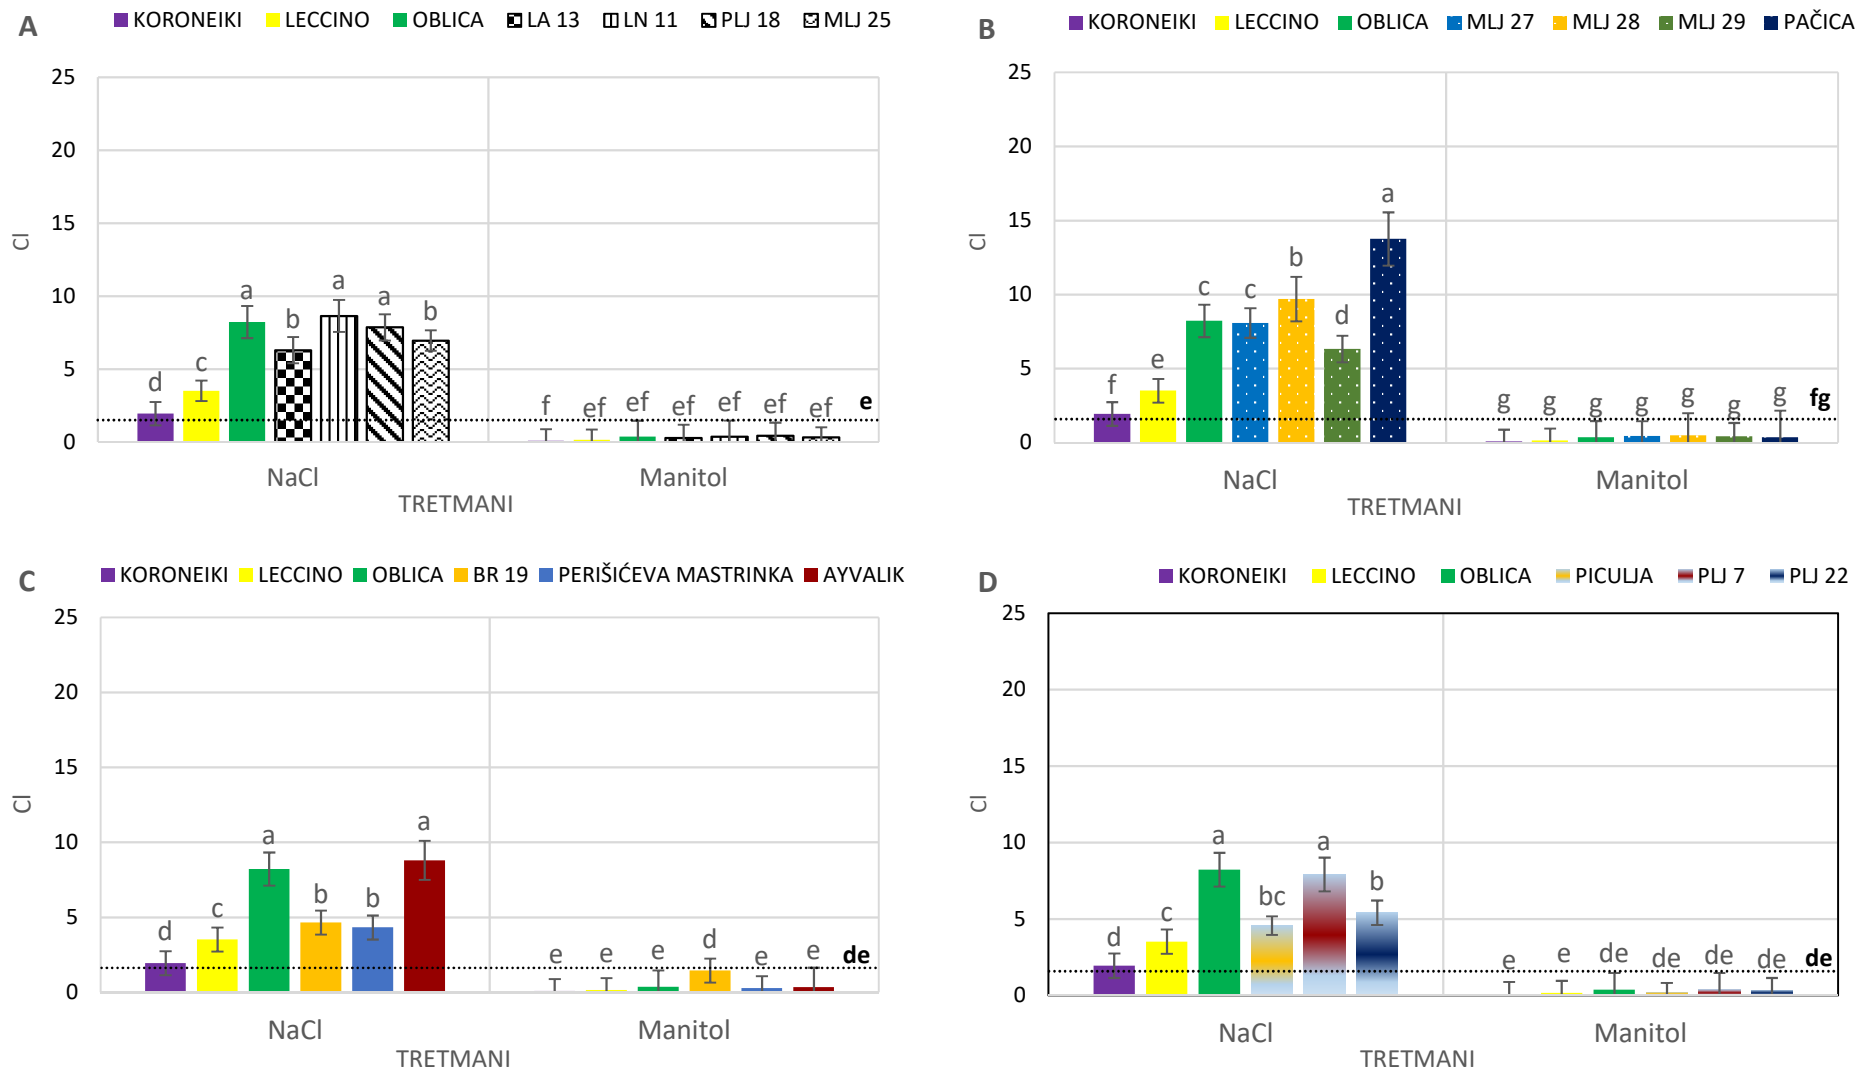 A
KORONEIKI LECCINO OBLICA LA 13 LN 11 PLJ 18 MLJ 25
25
20
15
10
5
0
Cl
d c a b a a b
f ef ef ef ef ef ef e
NaCl Manitol
TRETMANI
B
KORONEIKI LECCINO OBLICA MLJ 27 MLJ 28 MLJ 29 PAČICA
25
20
15
10
5
0
Cl
f e c c b d a
g g g g g g g fg
NaCl Manitol
TRETMANI
C
KORONEIKI LECCINO OBLICA BR 19 PERIŠIĆEVA MASTRINKA AYVALIK
25
20
15
10
5
0
Cl
d c a b b a
e e e d e e de
NaCl Manitol
TRETMANI
D
KORONEIKI LECCINO OBLICA PICULJA PLJ 7 PLJ 22
25
20
15
10
5
0
Cl
d c a bc a b
e e de de de de de
NaCl Manitol
TRETMANI